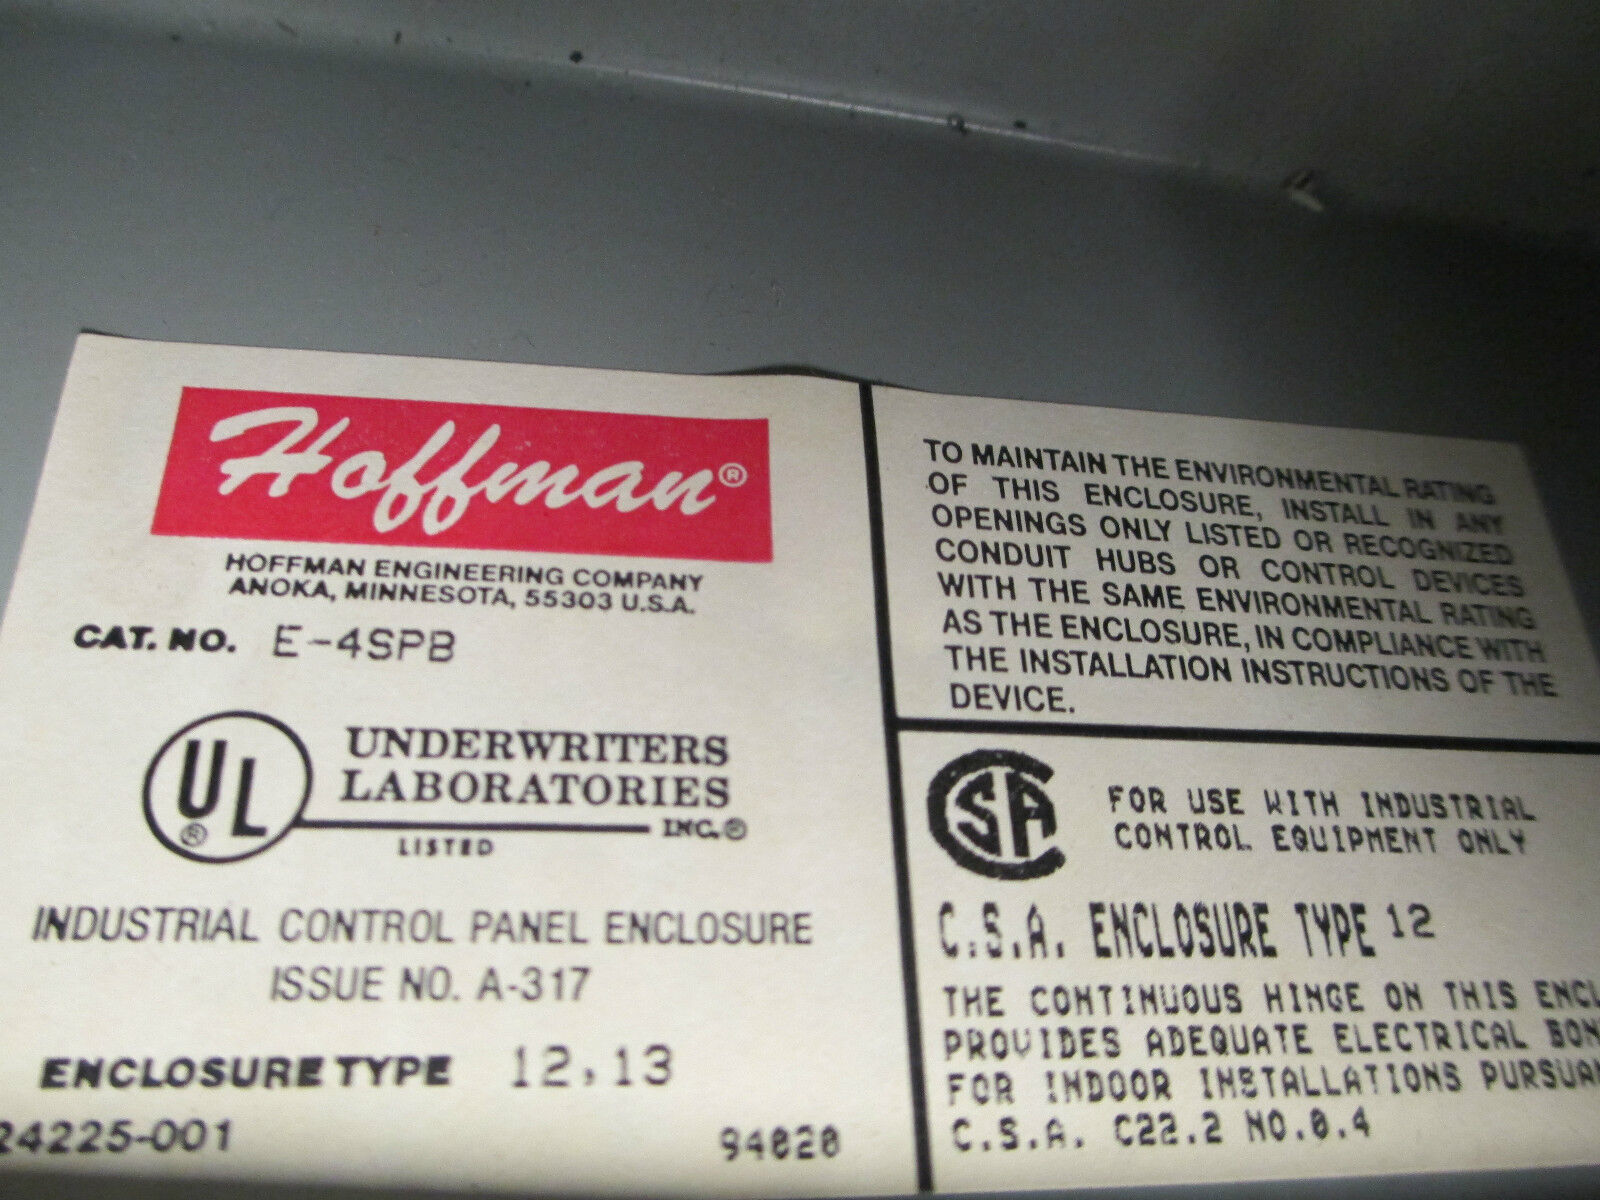 Hoffman®
HOFFMAN ENGINEERING COMPANY
ANOKA, MINNESOTA, 55303 U.S.A.
CAT. NO. E-4SPB
UL®
UNDERWRITERS
LABORATORIES
INC.®
LISTED
INDUSTRIAL CONTROL PANEL ENCLOSURE
ISSUE NO. A-317
ENCLOSURE TYPE 12,13
24225-001 94020
TO MAINTAIN THE ENVIRONMENTAL RATING
OF THIS ENCLOSURE, INSTALL IN ANY
OPENINGS ONLY LISTED OR RECOGNIZED
CONDUIT HUBS OR CONTROL DEVICES
WITH THE SAME ENVIRONMENTAL RATING
AS THE ENCLOSURE, IN COMPLIANCE WITH
THE INSTALLATION INSTRUCTIONS OF THE
DEVICE.
CSA
FOR USE WITH INDUSTRIAL
CONTROL EQUIPMENT ONLY
C.S.A. ENCLOSURE TYPE 12
THE CONTINUOUS HINGE ON THIS ENCL
PROVIDES ADEQUATE ELECTRICAL BON
FOR INDOOR INSTALLATIONS PURSUAN
C.S.A. C22.2 NO.0.4